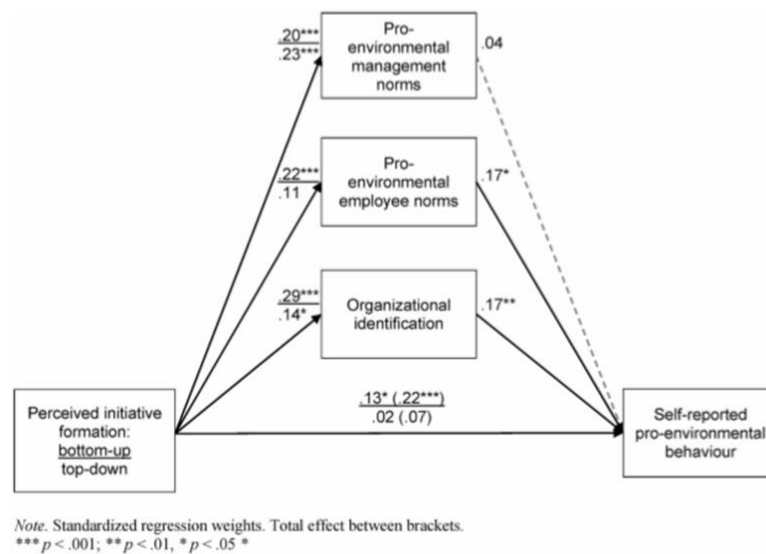 Pro-
environmental
management
norms
.20***
.23***
.04
Pro-
environmental
employee norms
.22***
.11
.17*
Organizational
identification
.29***
.14*
.17**
Perceived initiative
formation:
bottom-up
top-down
.13* (.22***)
.02 (.07)
Self-reported
pro-environmental
behaviour
Note. Standardized regression weights. Total effect between brackets.
*** p < .001; ** p < .01, * p < .05 *